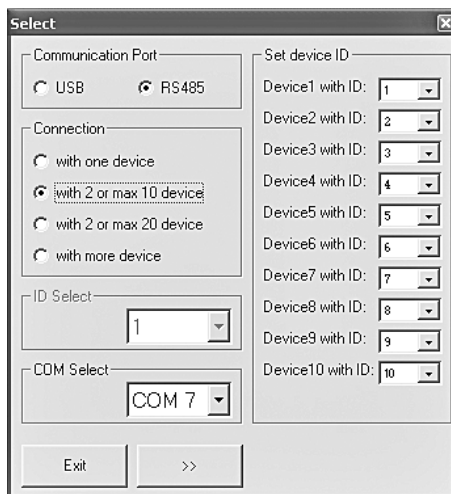 Select
Communication Port
USB
RS485
Connection
with one device
with 2 or max 10 device
with 2 or max 20 device
with more device
ID Select
1
COM Select
COM 7
Exit
>>
Set device ID
Device1 with ID: 1
Device2 with ID: 2
Device3 with ID: 3
Device4 with ID: 4
Device5 with ID: 5
Device6 with ID: 6
Device7 with ID: 7
Device8 with ID: 8
Device9 with ID: 9
Device10 with ID: 10